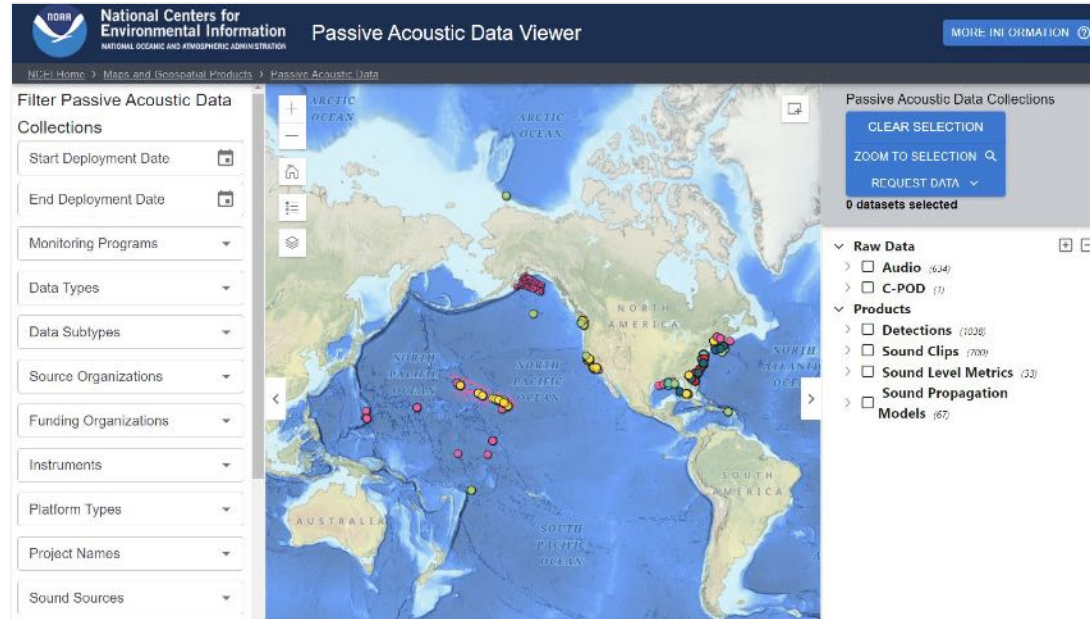 NOAA
National Centers for
Environmental Information
NATIONAL OCEANIC AND ATMOSPHERIC ADMINISTRATION
Passive Acoustic Data Viewer
MORE INFORMATION
NCEI Home > Maps and Geospatial Products > Passive Acoustic Data
Filter Passive Acoustic Data
Collections
Start Deployment Date
End Deployment Date
Monitoring Programs
Data Types
Data Subtypes
Source Organizations
Funding Organizations
Instruments
Platform Types
Project Names
Sound Sources
ARCTIC
OCEAN
ARCTIC
OCEAN
NORTH
AMERICA
NORTH
PACIFIC
OCEAN
NORTH
PACIFIC
OCEAN
NORTH
ATLANTIC
SOUTH
AMERICA
AUSTRALIA
SOUTH
PACIFIC
OCEAN
Passive Acoustic Data Collections
CLEAR SELECTION
ZOOM TO SELECTION
REQUEST DATA
0 datasets selected
Raw Data
Audio (634)
C-POD (1)
Products
Detections (1038)
Sound Clips (700)
Sound Level Metrics (33)
Sound Propagation
Models (67)